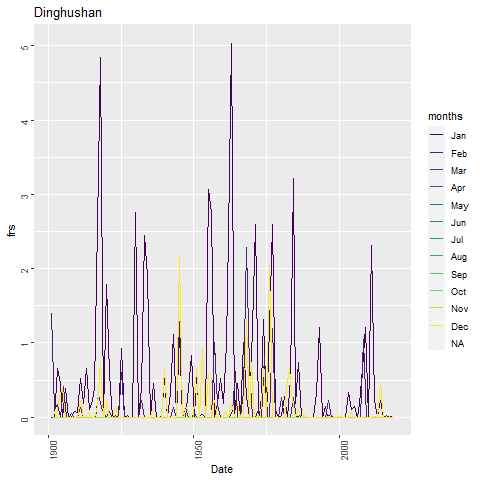 Dinghushan
5
4
3
2
1
0
frs
1900
1950
2000
Date
months
Jan
Feb
Mar
Apr
May
Jun
Jul
Aug
Sep
Oct
Nov
Dec
NA